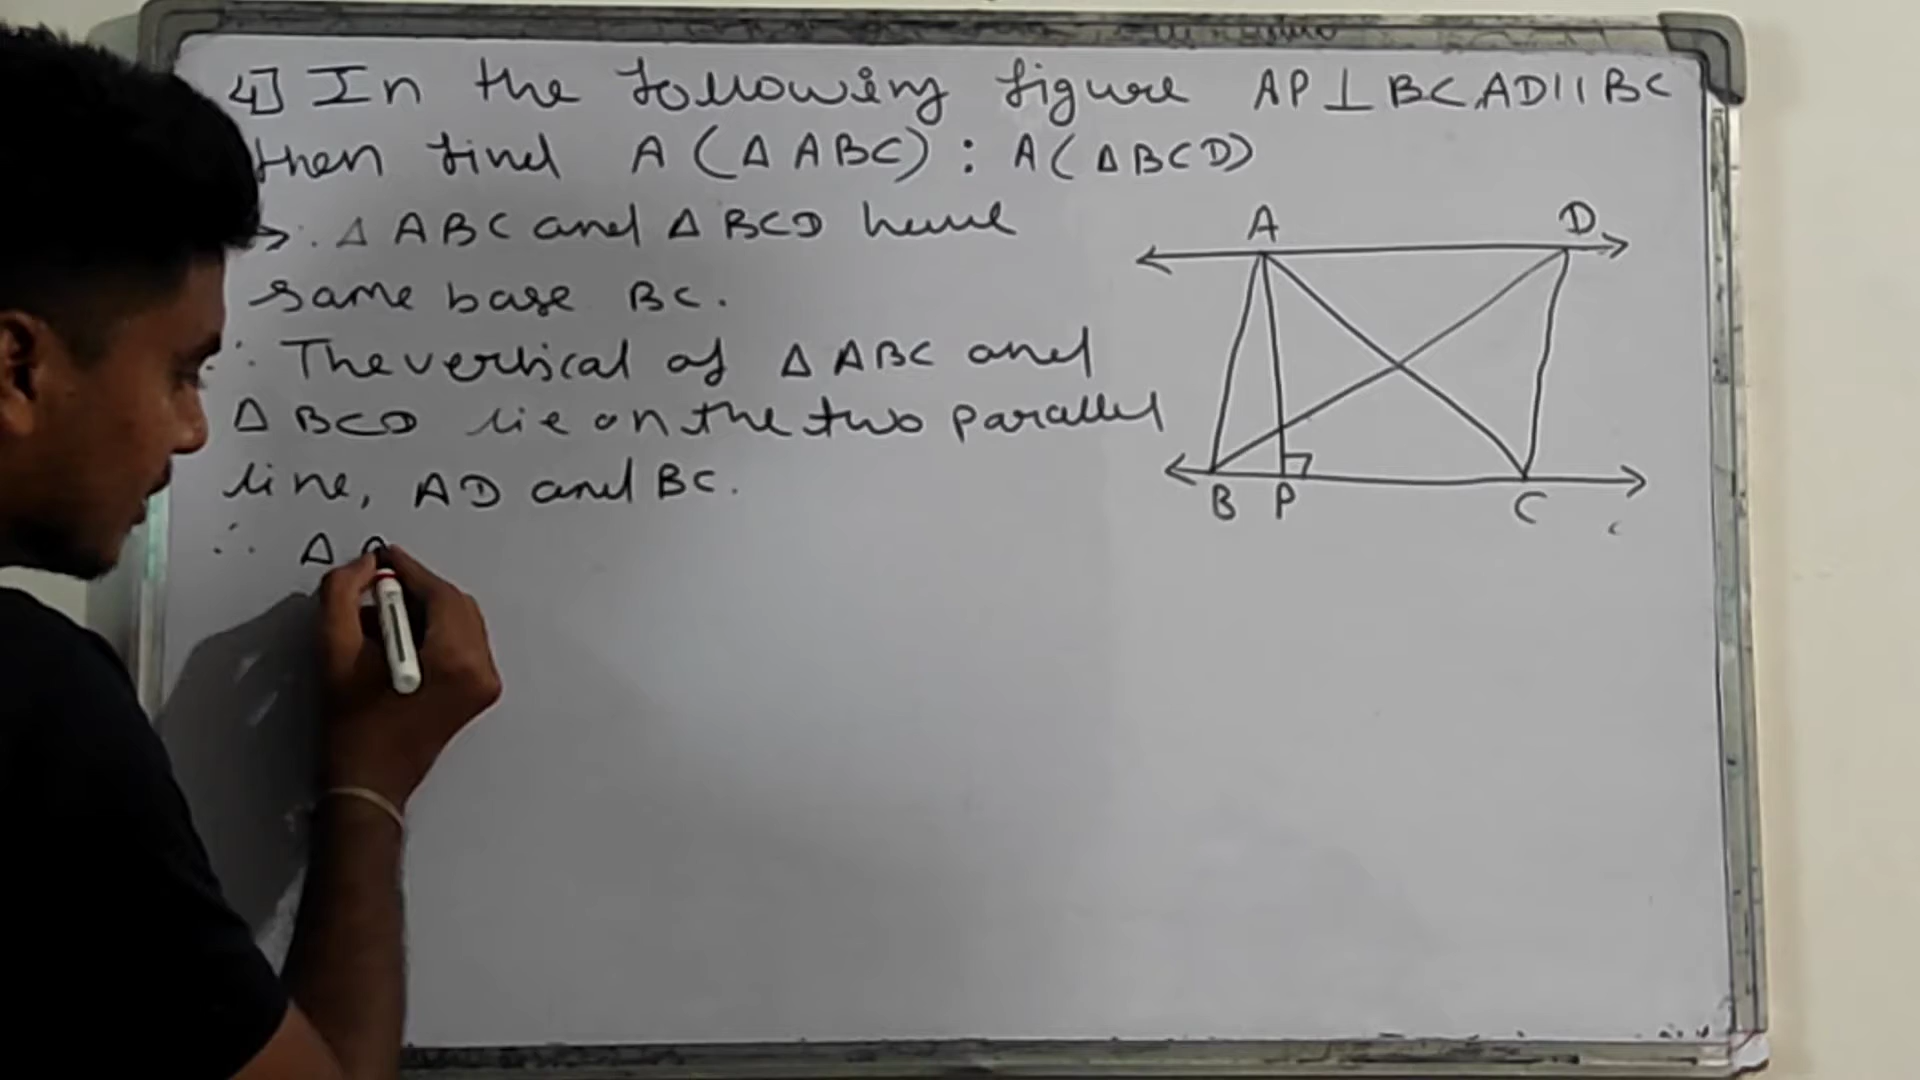 4] In the following figure AP ⊥ BC, AD || BC
then find A (Δ ABC) : A ( Δ BCD)
→ . Δ ABC and Δ BCD have
same base BC.
∴ The vertical of Δ ABC and
Δ BCD lie on the two parallel
line, AD and BC.
∴ Δ A
A D
B P C